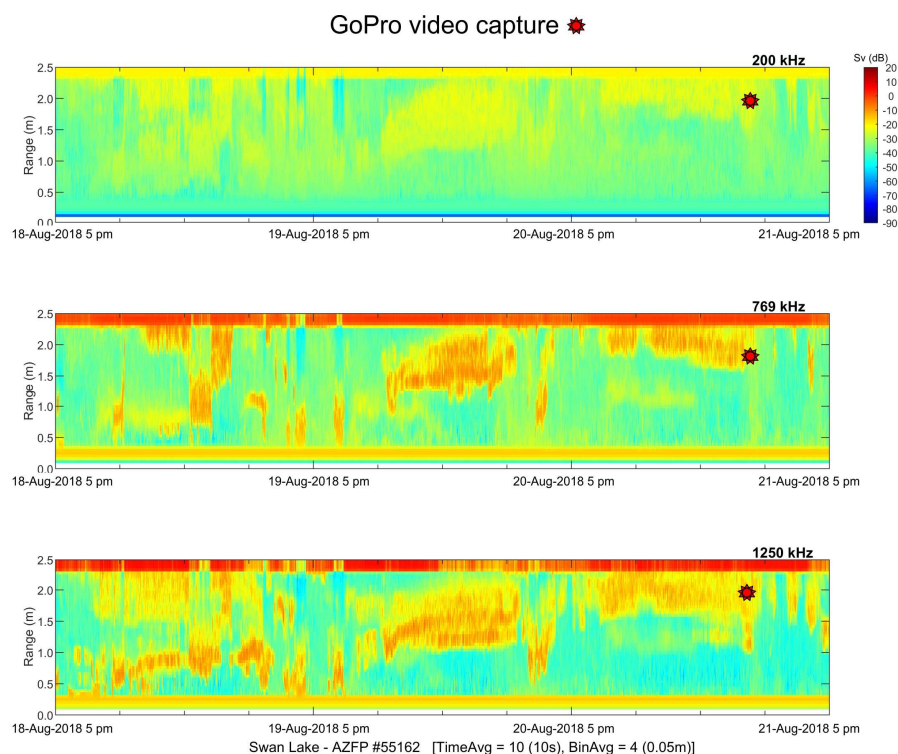 GoPro video capture
200 kHz
Sv (dB)
2.5
2.0
1.5
1.0
0.5
0.0
Range (m)
20
10
0
-10
-20
-30
-40
-50
-60
-70
-80
-90
18-Aug-2018 5 pm 19-Aug-2018 5 pm 20-Aug-2018 5 pm 21-Aug-2018 5 pm
769 kHz
2.5
2.0
1.5
1.0
0.5
0.0
Range (m)
18-Aug-2018 5 pm 19-Aug-2018 5 pm 20-Aug-2018 5 pm 21-Aug-2018 5 pm
1250 kHz
2.5
2.0
1.5
1.0
0.5
0.0
Range (m)
18-Aug-2018 5 pm 19-Aug-2018 5 pm 20-Aug-2018 5 pm 21-Aug-2018 5 pm
Swan Lake - AZFP #55162 [TimeAvg = 10 (10s), BinAvg = 4 (0.05m)]